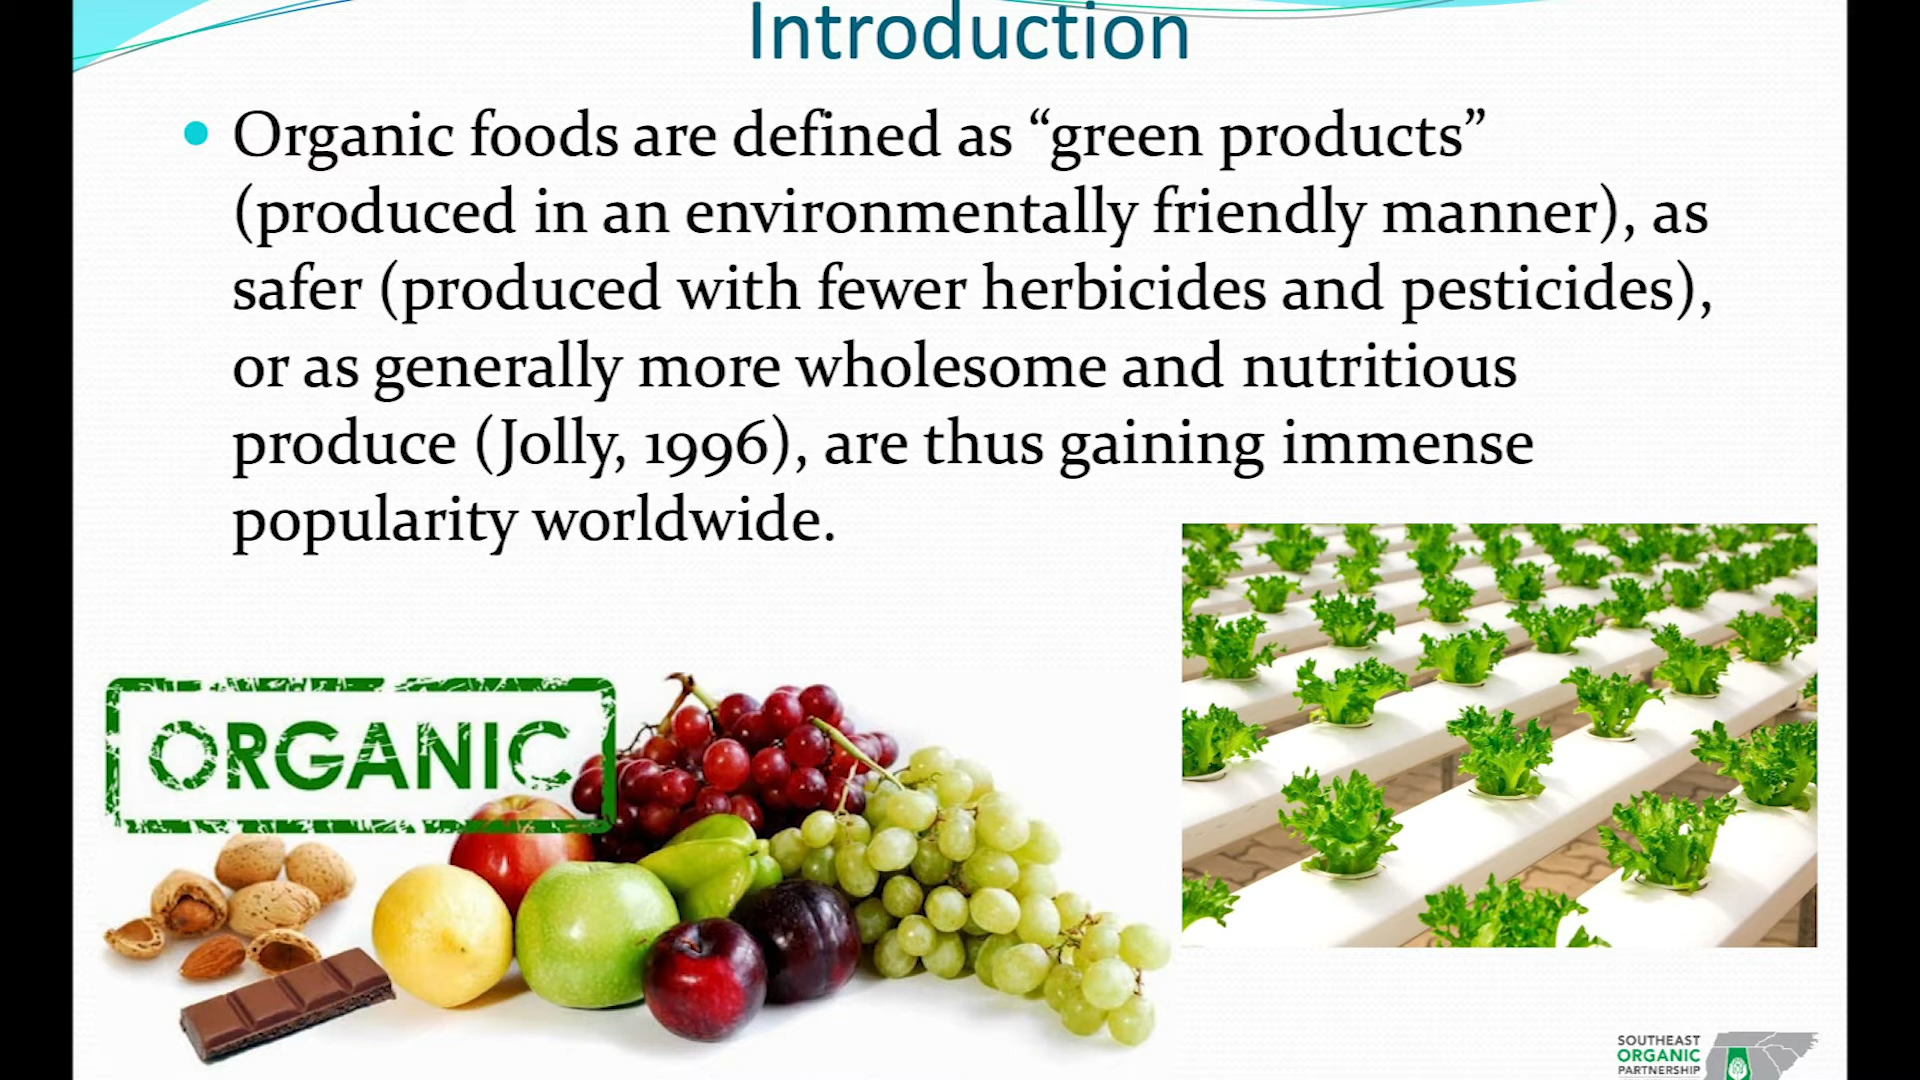 Introduction
Organic foods are defined as “green products”
(produced in an environmentally friendly manner), as
safer (produced with fewer herbicides and pesticides),
or as generally more wholesome and nutritious
produce (Jolly, 1996), are thus gaining immense
popularity worldwide.
ORGANIC
SOUTHEAST
ORGANIC
PARTNERSHIP